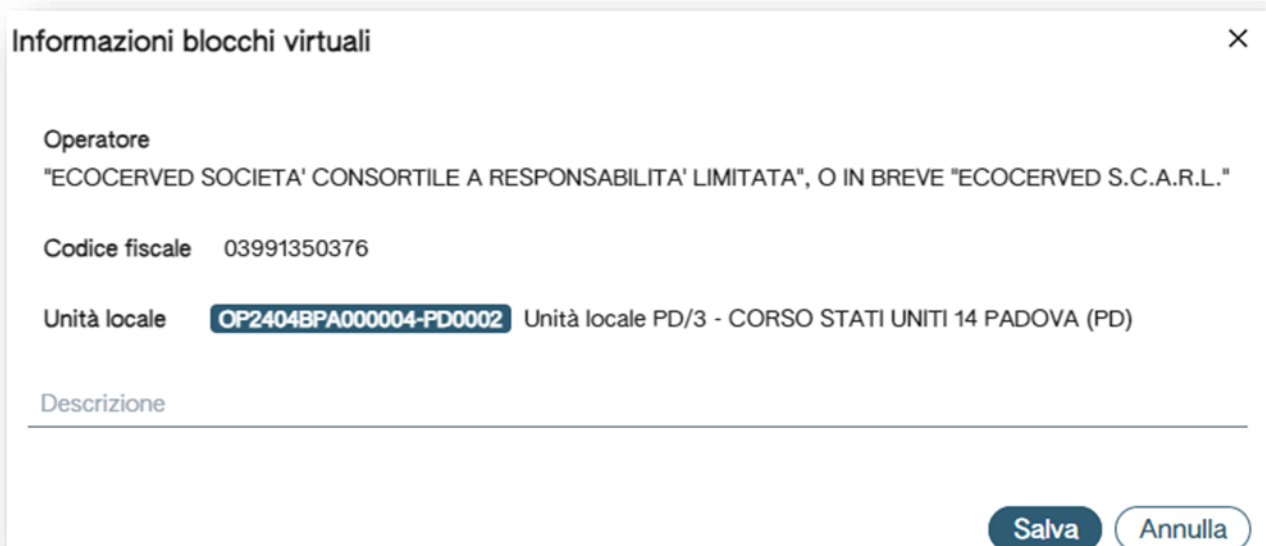 Informazioni blocchi virtuali
Operatore
"ECOCERVED SOCIETA' CONSORTILE A RESPONSABILITA' LIMITATA", O IN BREVE "ECOCERVED S.C.A.R.L."
Codice fiscale 03991350376
Unità locale OP2404BPA000004-PD0002 Unità locale PD/3 - CORSO STATI UNITI 14 PADOVA (PD)
Descrizione
Salva Annulla